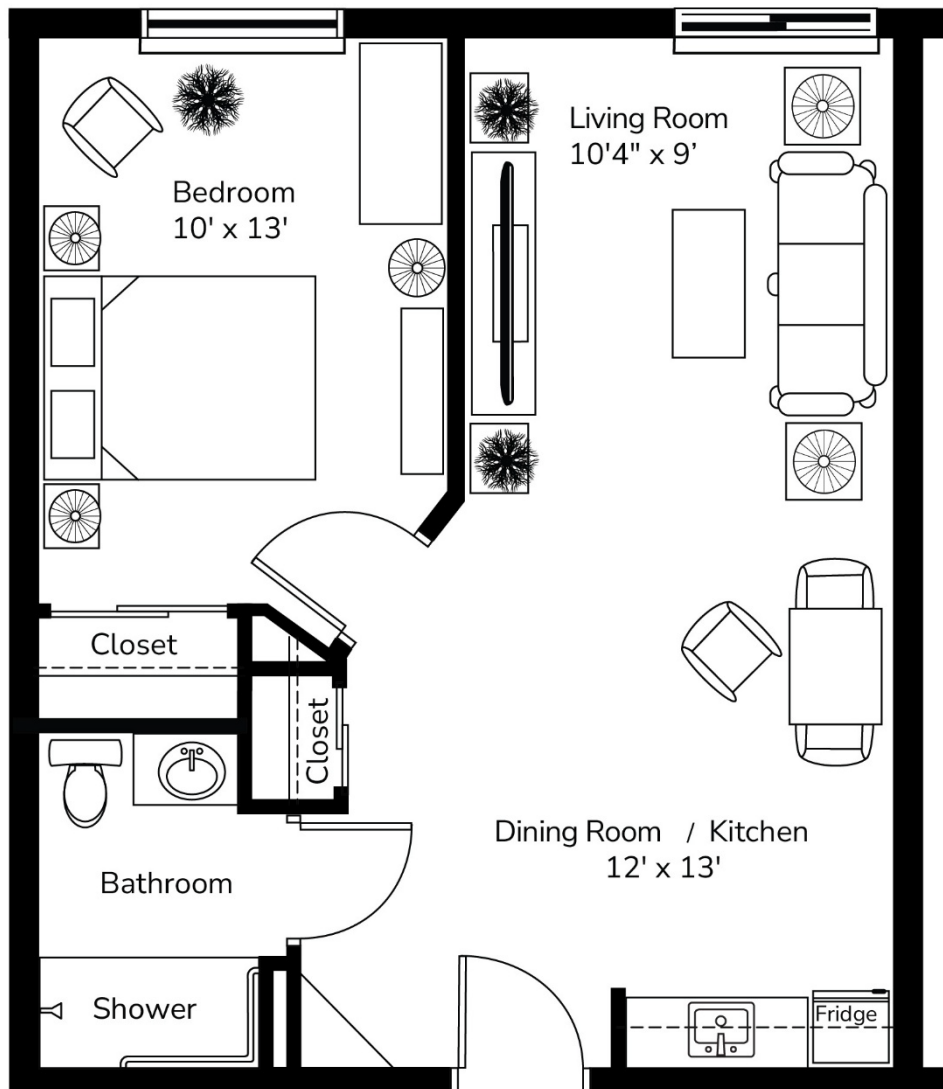 Living Room
10'4" x 9’
Bedroom
10' x 13'
Closet
Closet
Dining Room / Kitchen
12' x 13'
Bathroom
Shower
Fridge